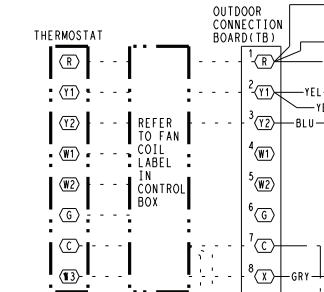 OUTDOOR
CONNECTION
BOARD(TB)
THERMOSTAT
R
Y1
Y2
W1
W2
G
C
W3
REFER
TO FAN
COIL
LABEL
IN
CONTROL
BOX
1 R
2 Y1
YEL
YE
3 Y2
BLU
4 W1
5 W2
6 G
7 C
8 X
GRY